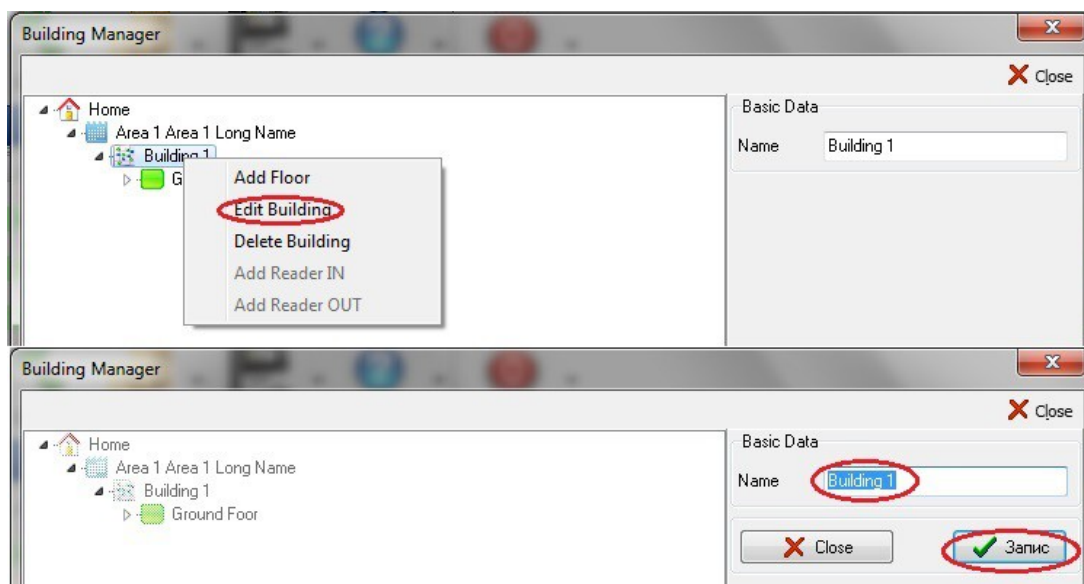 Building Manager
Close
Home
Area 1 Area 1 Long Name
Building 1
G
Add Floor
Edit Building
Delete Building
Add Reader IN
Add Reader OUT
Basic Data
Name Building 1
Building Manager
Close
Home
Area 1 Area 1 Long Name
Building 1
Ground Foor
Basic Data
Name Building 1
Close Запис